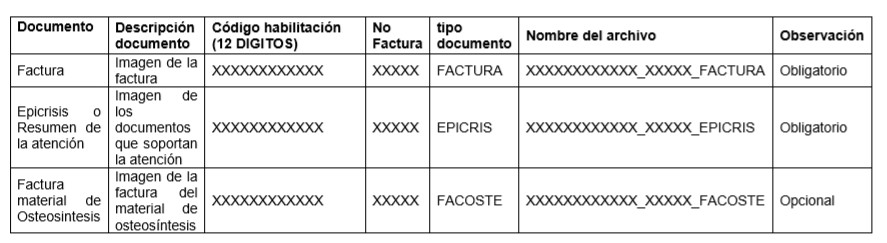 Documento Descripción documento Código habilitación (12 DIGITOS) No Factura tipo documento Nombre del archivo Observación
Factura Imagen de la factura XXXXXXXXXXXX XXXXX FACTURA XXXXXXXXXXXX_XXXXX_FACTURA Obligatorio
Epicrisis o Resumen de la atención Imagen de los documentos que soportan la atención XXXXXXXXXXXX XXXXX EPICRIS XXXXXXXXXXXX_XXXXX_EPICRIS Obligatorio
Factura material de Osteosintesis Imagen de la factura del material de osteosíntesis XXXXXXXXXXXX XXXXX FACOSTE XXXXXXXXXXXX_XXXXX_FACOSTE Opcional